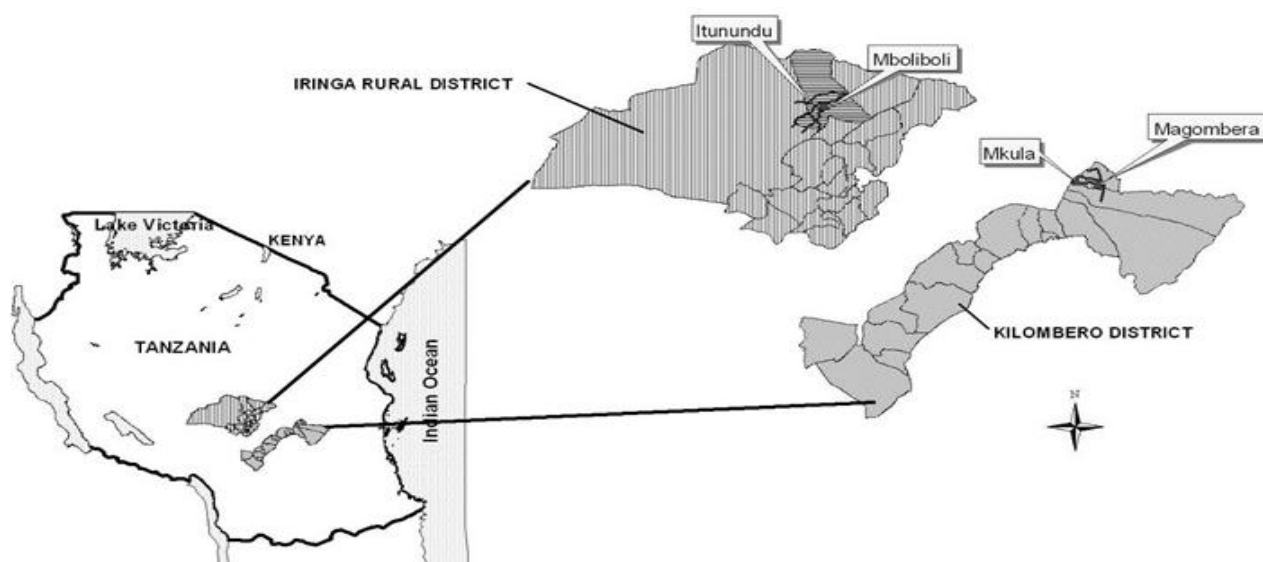 Itunundu
Mboliboli
IRINGA RURAL DISTRICT
Magombera
Mkula
Lake Victoria
KENYA
TANZANIA
KILOMBERO DISTRICT
Indian Ocean
N